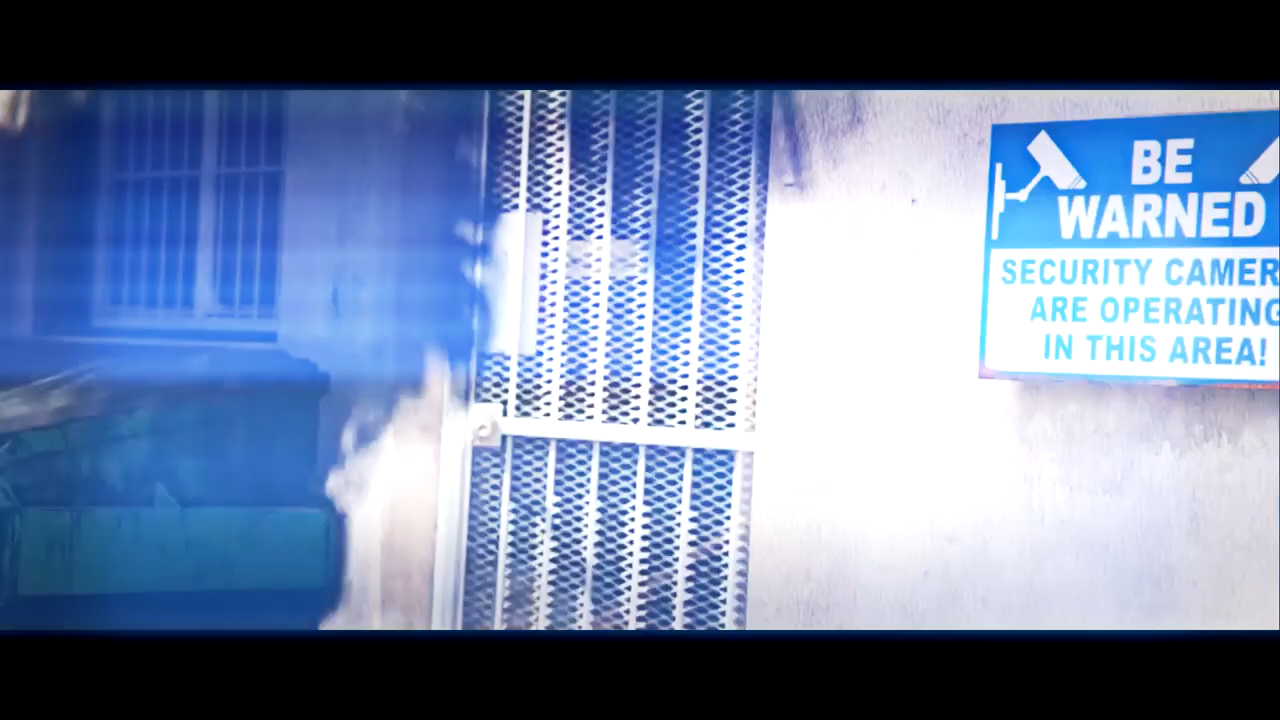 BE
WARNED
SECURITY CAMER
ARE OPERATING
IN THIS AREA!